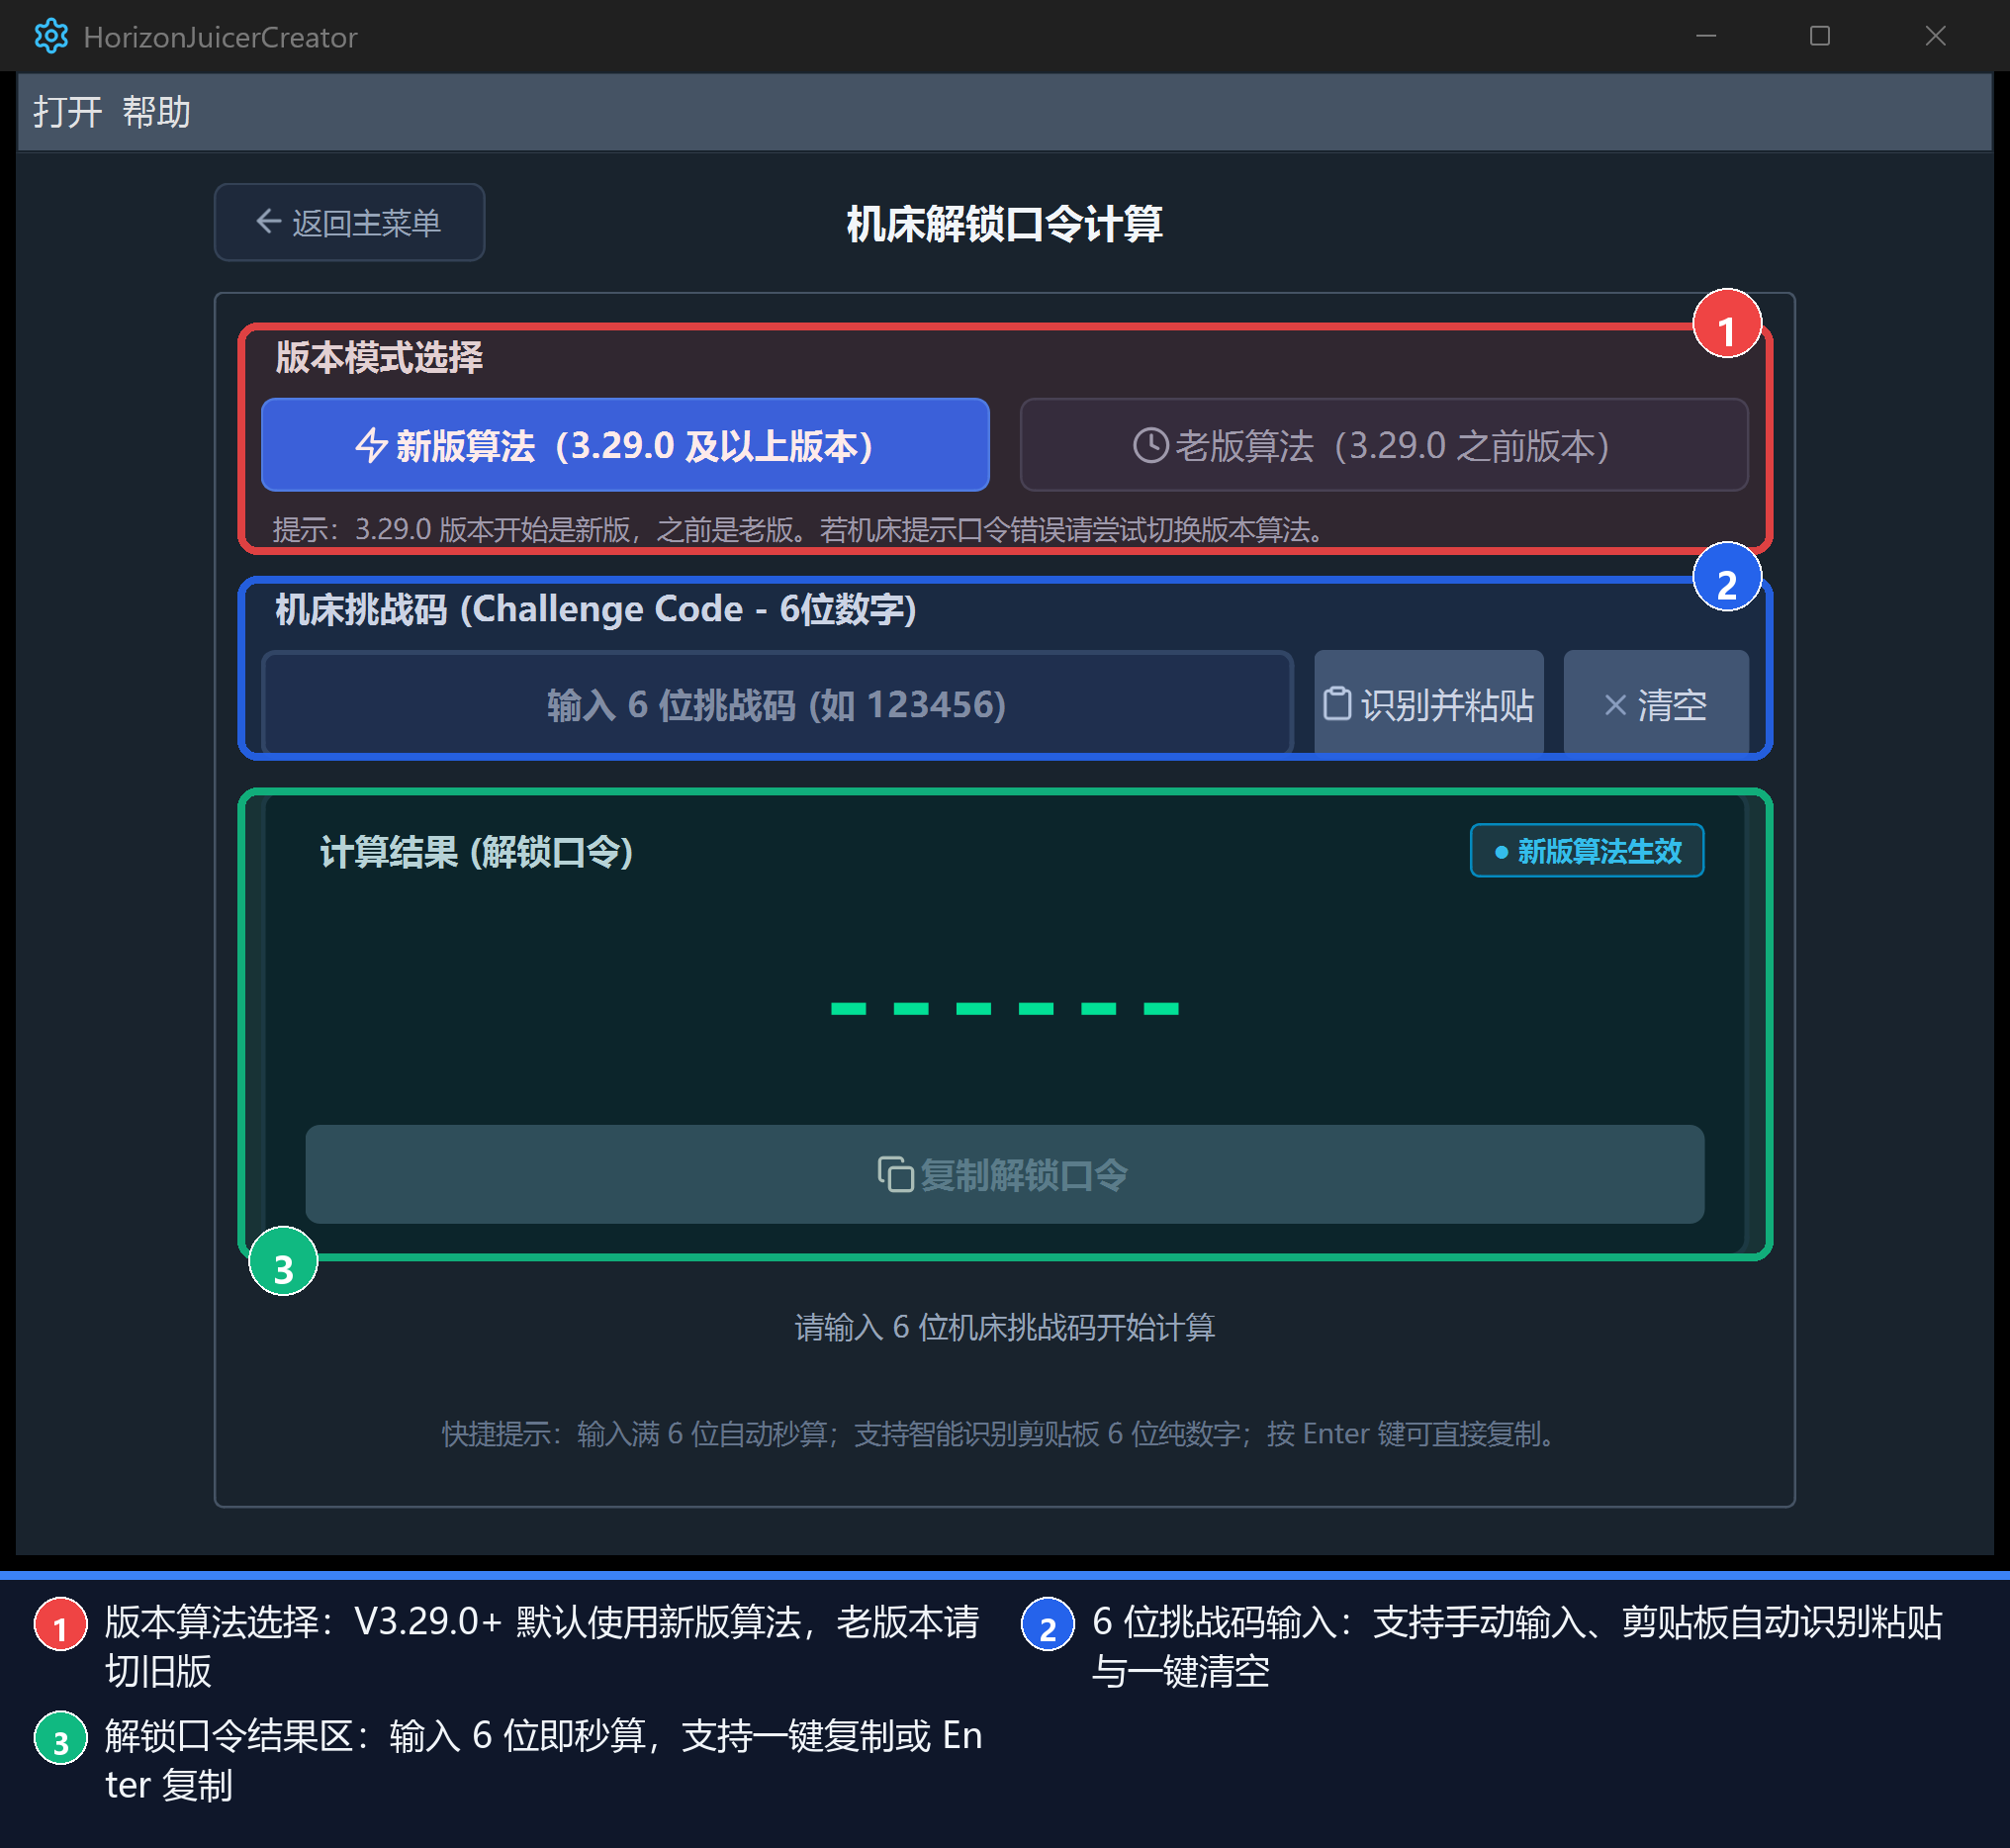 HorizonJuicerCreator
打开 帮助
返回主菜单
机床解锁口令计算
1
版本模式选择
新版算法（3.29.0 及以上版本）
老版算法（3.29.0 之前版本）
提示：3.29.0 版本开始是新版，之前是老版。若机床提示口令错误请尝试切换版本算法。
2
机床挑战码 (Challenge Code - 6位数字)
输入 6 位挑战码 (如 123456)
识别并粘贴
清空
计算结果 (解锁口令)
新版算法生效
- - - - - -
复制解锁口令
3
请输入 6 位机床挑战码开始计算
快捷提示：输入满 6 位自动秒算；支持智能识别剪贴板 6 位纯数字；按 Enter 键可直接复制。
1 版本算法选择：V3.29.0+ 默认使用新版算法，老版本请
切旧版
2 6 位挑战码输入：支持手动输入、剪贴板自动识别粘贴
与一键清空
3 解锁口令结果区：输入 6 位即秒算，支持一键复制或 En
ter 复制